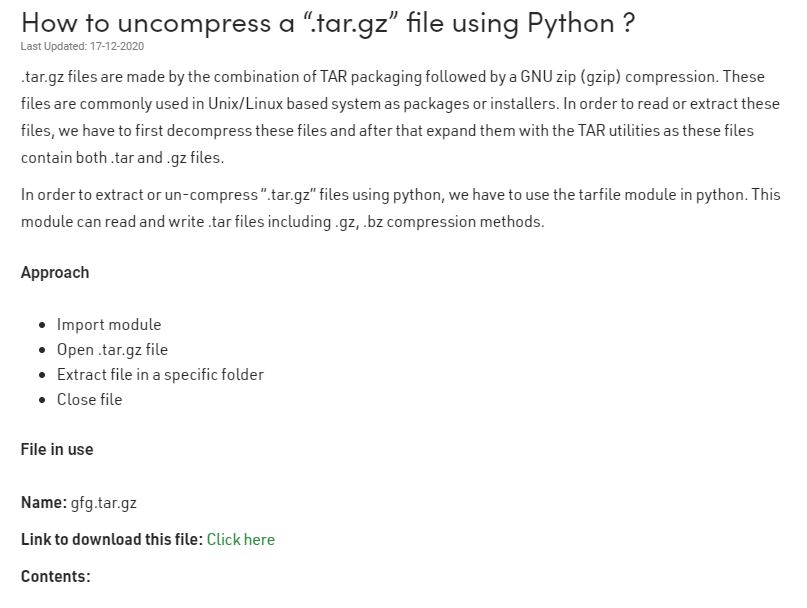 How to uncompress a “.tar.gz” file using Python ?
Last Updated: 17-12-2020
.tar.gz files are made by the combination of TAR packaging followed by a GNU zip (gzip) compression. These
files are commonly used in Unix/Linux based system as packages or installers. In order to read or extract these
files, we have to first decompress these files and after that expand them with the TAR utilities as these files
contain both .tar and .gz files.
In order to extract or un-compress “.tar.gz” files using python, we have to use the tarfile module in python. This
module can read and write .tar files including .gz, .bz compression methods.
Approach
• Import module
• Open .tar.gz file
• Extract file in a specific folder
• Close file
File in use
Name: gfg.tar.gz
Link to download this file: Click here
Contents: